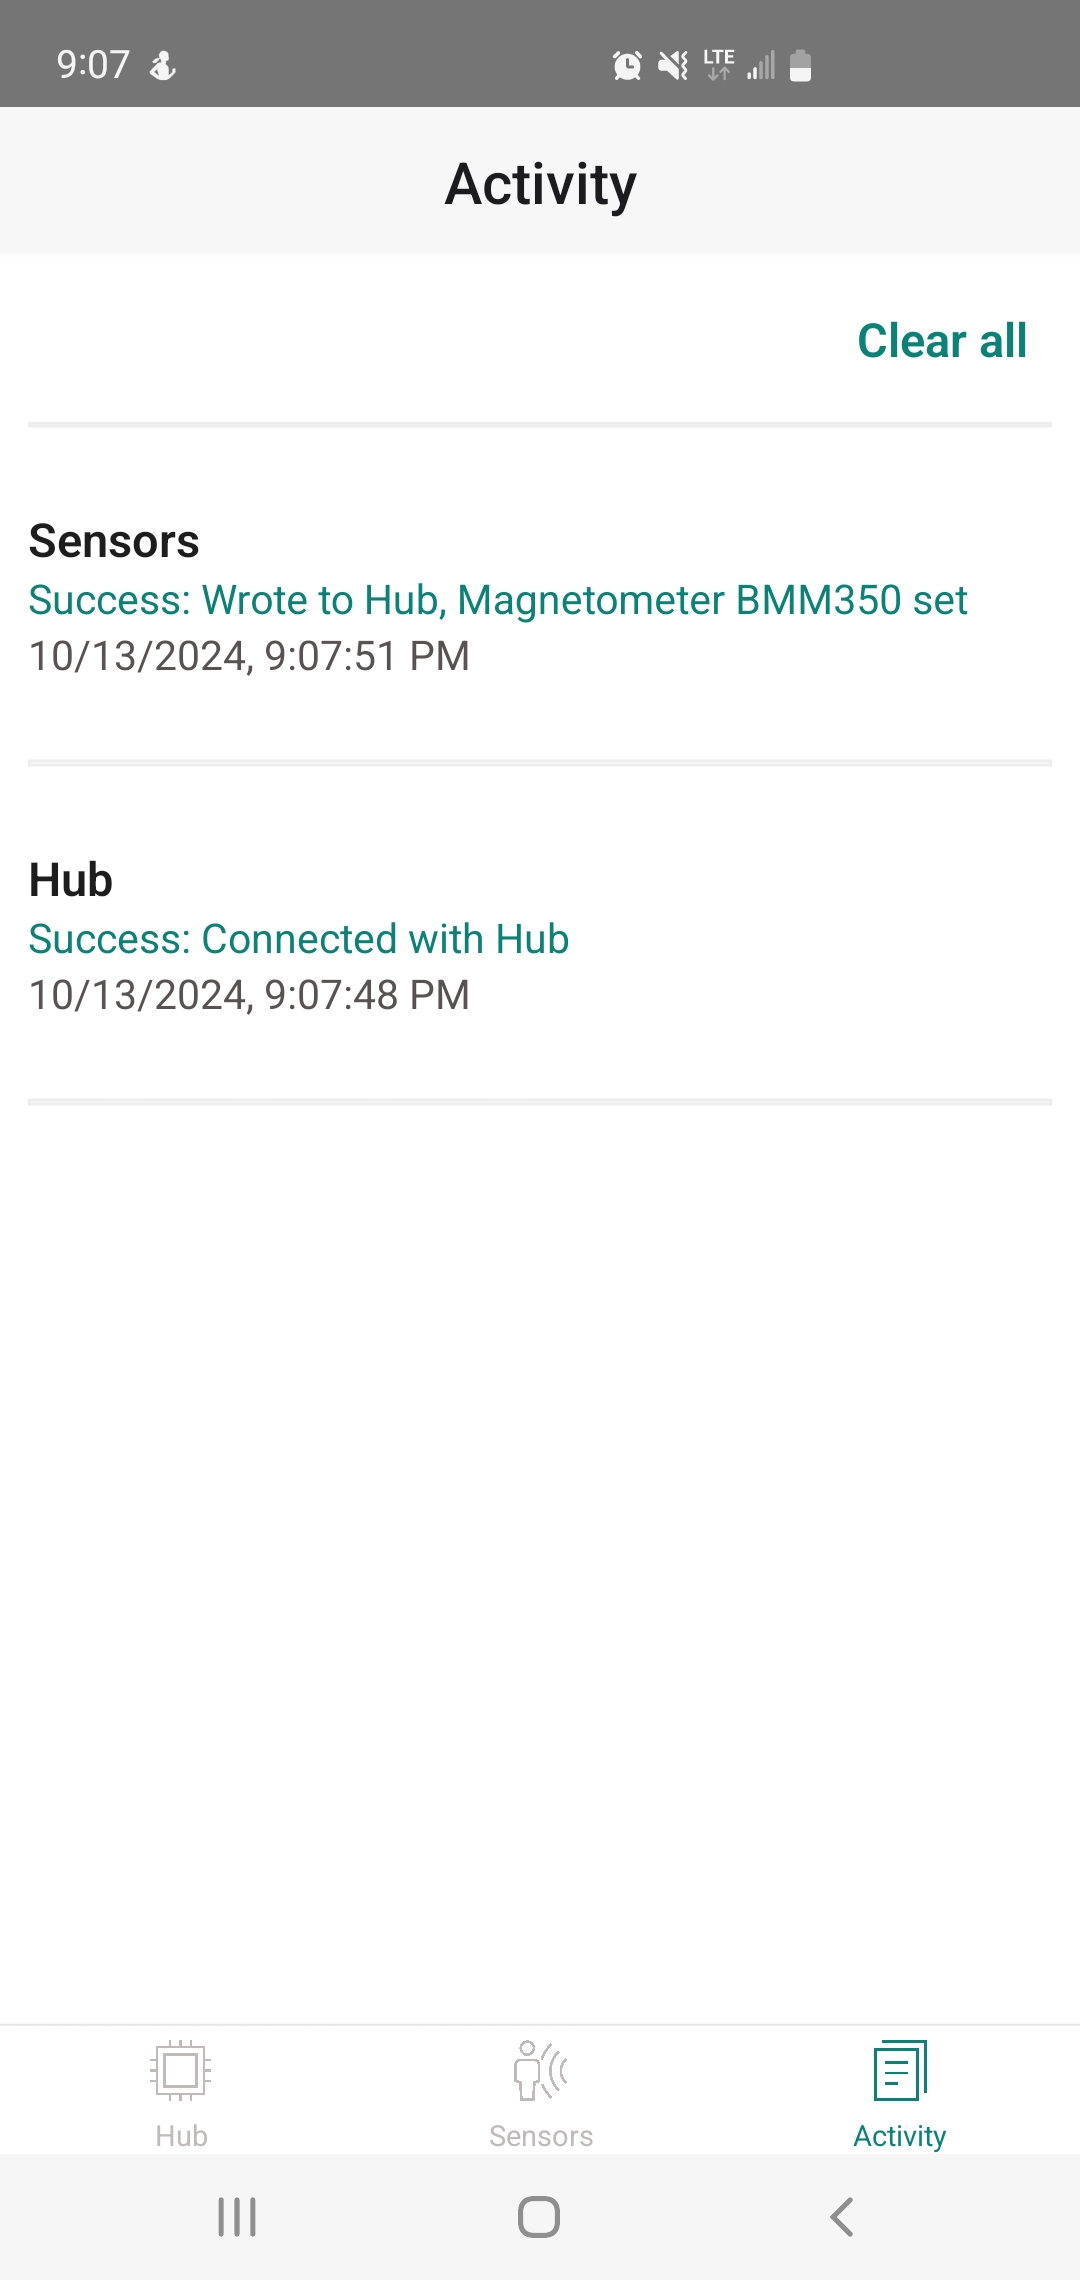 9:07
LTE
Activity
Clear all
Sensors
Success: Wrote to Hub, Magnetometer BMM350 set
10/13/2024, 9:07:51 PM
Hub
Success: Connected with Hub
10/13/2024, 9:07:48 PM
Hub
Sensors
Activity